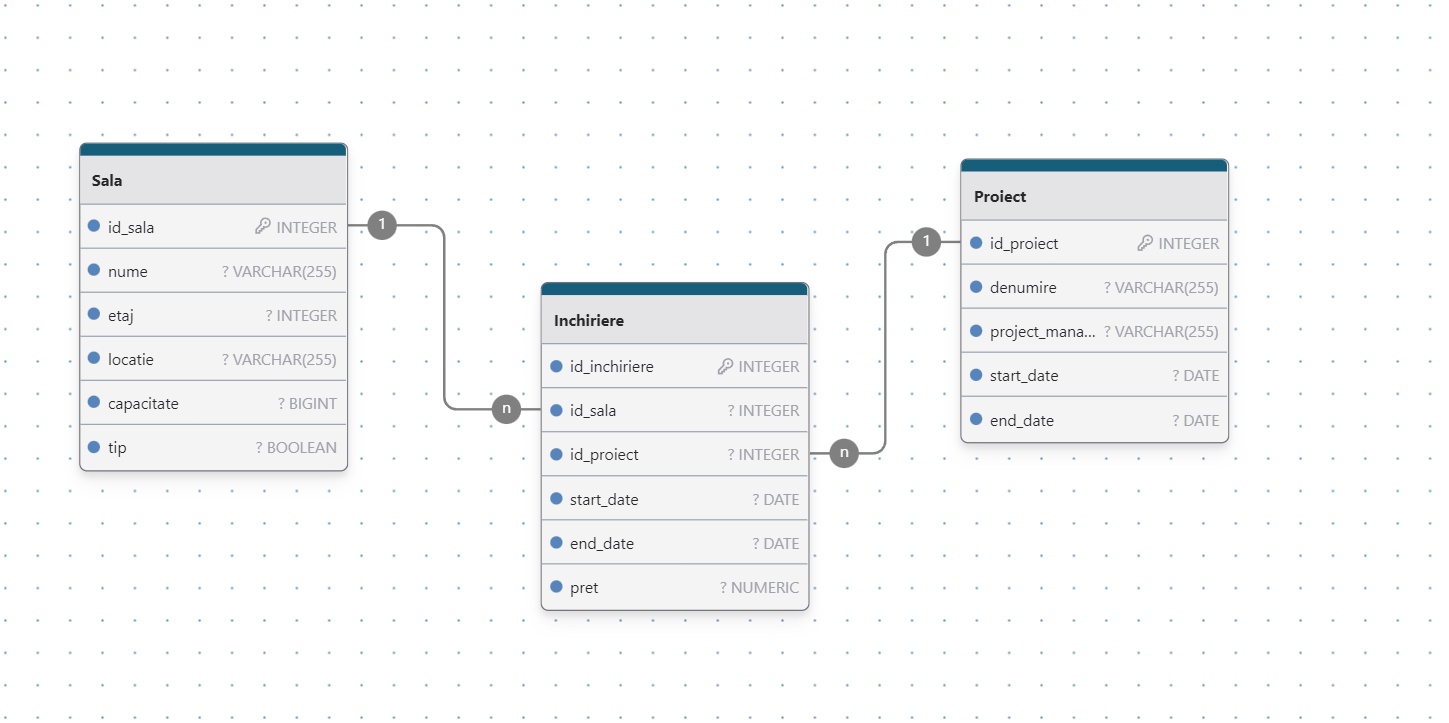 Sala
id_sala INTEGER
nume ? VARCHAR(255)
etaj ? INTEGER
locatie ? VARCHAR(255)
capacitate ? BIGINT
tip ? BOOLEAN
1
n
Inchiriere
id_inchiriere INTEGER
id_sala ? INTEGER
id_proiect ? INTEGER
start_date ? DATE
end_date ? DATE
pret ? NUMERIC
n
1
Proiect
id_proiect INTEGER
denumire ? VARCHAR(255)
project_mana... ? VARCHAR(255)
start_date ? DATE
end_date ? DATE